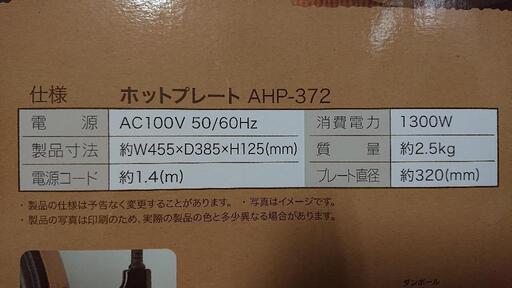 仕様 ホットプレート AHP-372
電源 AC100V 50/60Hz 消費電力 1300W
製品寸法 約W455×D385×H125(mm) 質量 約2.5kg
電源コード 約1.4(m) プレート直径 約320(mm)
・製品の仕様は予告なく変更することがあります。 ・写真はイメージです。
・製品の写真は印刷のため、実際の製品の色と多少異なる場合があります。
ダンボール